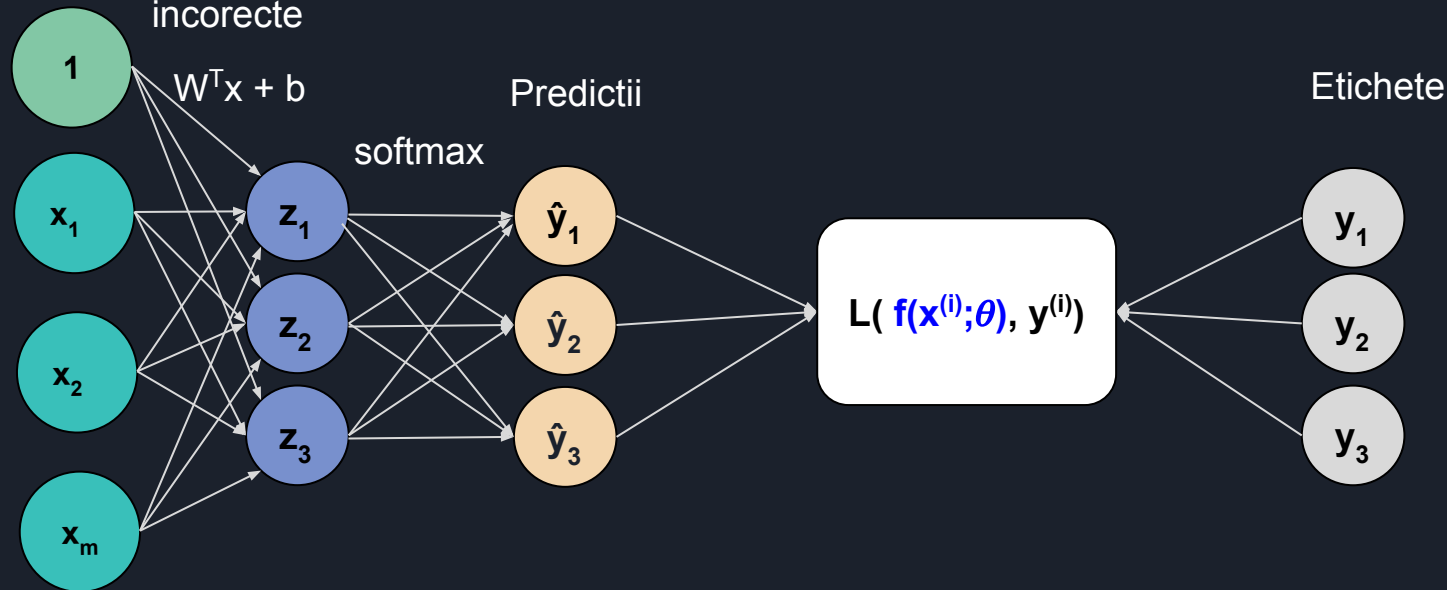 incorecte
1
Wᵀx + b
Predictii
Etichete
softmax
x₁
z₁
ŷ₁
y₁
L( f(x⁽ⁱ⁾;θ), y⁽ⁱ⁾)
z₂
ŷ₂
y₂
x₂
z₃
ŷ₃
y₃
xₘ